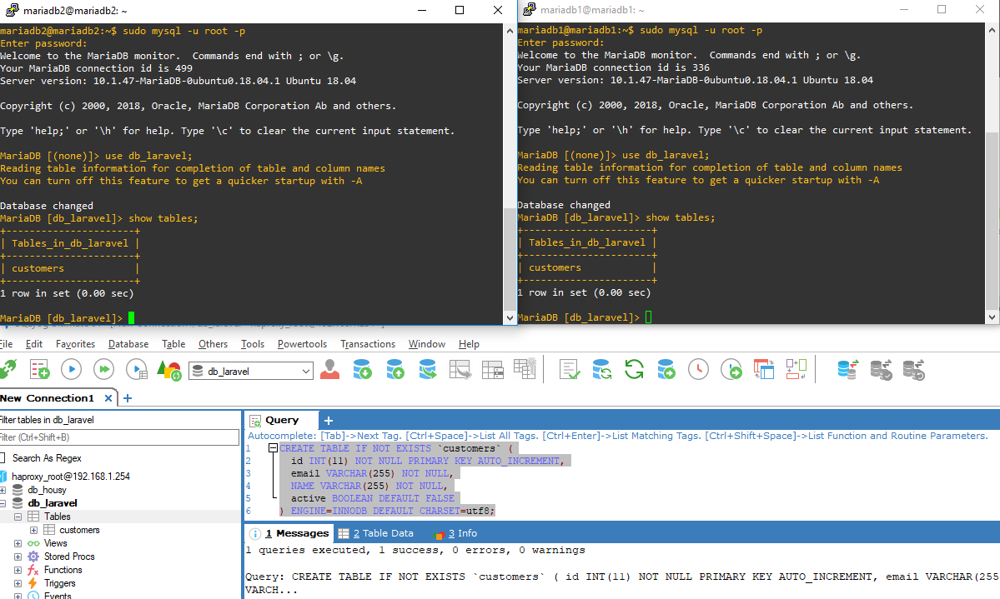 mariadb2@mariadb2: ~
mariadb2@mariadb2:~$ sudo mysql -u root -p
Enter password:
Welcome to the MariaDB monitor.  Commands end with ; or \g.
Your MariaDB connection id is 499
Server version: 10.1.47-MariaDB-0ubuntu0.18.04.1 Ubuntu 18.04
Copyright (c) 2000, 2018, Oracle, MariaDB Corporation Ab and others.
Type 'help;' or '\h' for help. Type '\c' to clear the current input statement.
MariaDB [(none)]> use db_laravel;
Reading table information for completion of table and column names
You can turn off this feature to get a quicker startup with -A
Database changed
MariaDB [db_laravel]> show tables;
+----------------------+
| Tables_in_db_laravel |
+----------------------+
| customers            |
+----------------------+
1 row in set (0.00 sec)
MariaDB [db_laravel]>
mariadb1@mariadb1: ~
mariadb1@mariadb1:~$ sudo mysql -u root -p
Enter password:
Welcome to the MariaDB monitor.  Commands end with ; or \g.
Your MariaDB connection id is 336
Server version: 10.1.47-MariaDB-0ubuntu0.18.04.1 Ubuntu 18.04
Copyright (c) 2000, 2018, Oracle, MariaDB Corporation Ab and others.
Type 'help;' or '\h' for help. Type '\c' to clear the current input statement.
MariaDB [(none)]> use db_laravel;
Reading table information for completion of table and column names
You can turn off this feature to get a quicker startup with -A
Database changed
MariaDB [db_laravel]> show tables;
+----------------------+
| Tables_in_db_laravel |
+----------------------+
| customers            |
+----------------------+
1 row in set (0.00 sec)
MariaDB [db_laravel]>
File Edit Favorites Database Table Others Tools Powertools Transactions Window Help
db_laravel
New Connection1 × +
Filter tables in db_laravel
Filter (Ctrl+Shift+B)
Search As Regex
haproxy_root@192.168.1.254
db_housy
db_laravel
Tables
customers
Views
Stored Procs
Functions
Triggers
Events
Query +
Autocomplete: [Tab]->Next Tag. [Ctrl+Space]->List All Tags. [Ctrl+Enter]->List Matching Tags. [Ctrl+Shift+Space]->List Function and Routine Parameters.
1 CREATE TABLE IF NOT EXISTS `customers` (
2 id INT(11) NOT NULL PRIMARY KEY AUTO_INCREMENT,
3 email VARCHAR(255) NOT NULL,
4 NAME VARCHAR(255) NOT NULL,
5 active BOOLEAN DEFAULT FALSE
6 ) ENGINE=INNODB DEFAULT CHARSET=utf8;
1 Messages 2 Table Data 3 Info
1 queries executed, 1 success, 0 errors, 0 warnings
Query: CREATE TABLE IF NOT EXISTS `customers` ( id INT(11) NOT NULL PRIMARY KEY AUTO_INCREMENT, email VARCHAR(255
VARCH...